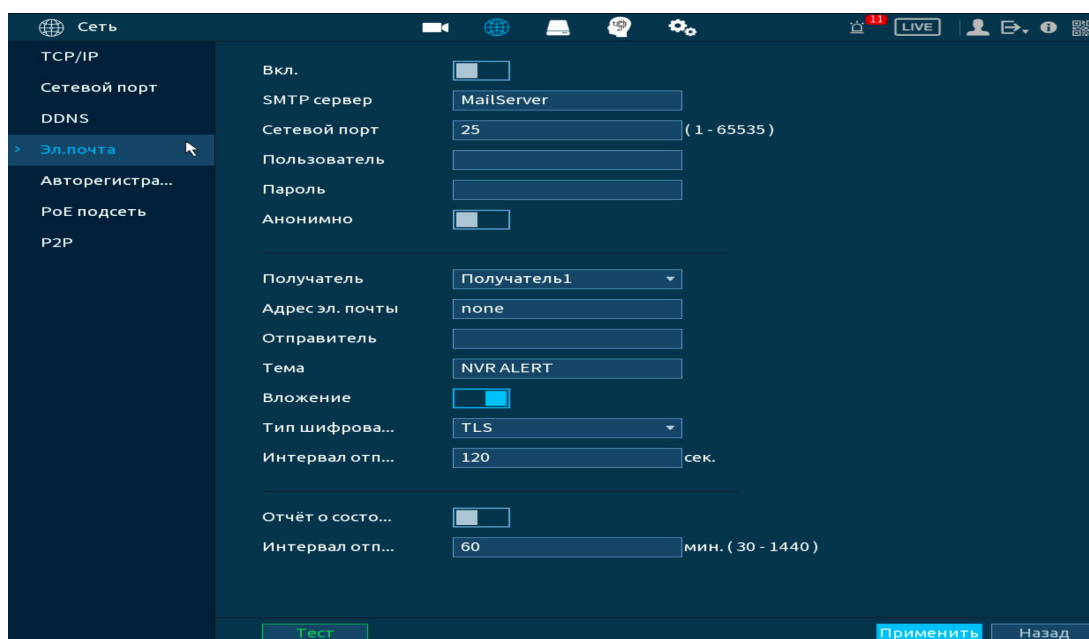 Сеть 11 LIVE
TCP/IP
Сетевой порт
DDNS
> Эл.почта
Авторегистра...
PoE подсеть
P2P
Вкл.
SMTP сервер MailServer
Сетевой порт 25 (1-65535)
Пользователь
Пароль
Анонимно
Получатель Получатель1
Адрес эл. почты none
Отправитель
Тема NVR ALERT
Вложение
Тип шифрова... TLS
Интервал отп... 120 сек.
Отчёт о состо...
Интервал отп... 60 мин. (30-1440)
Тест Применить Назад